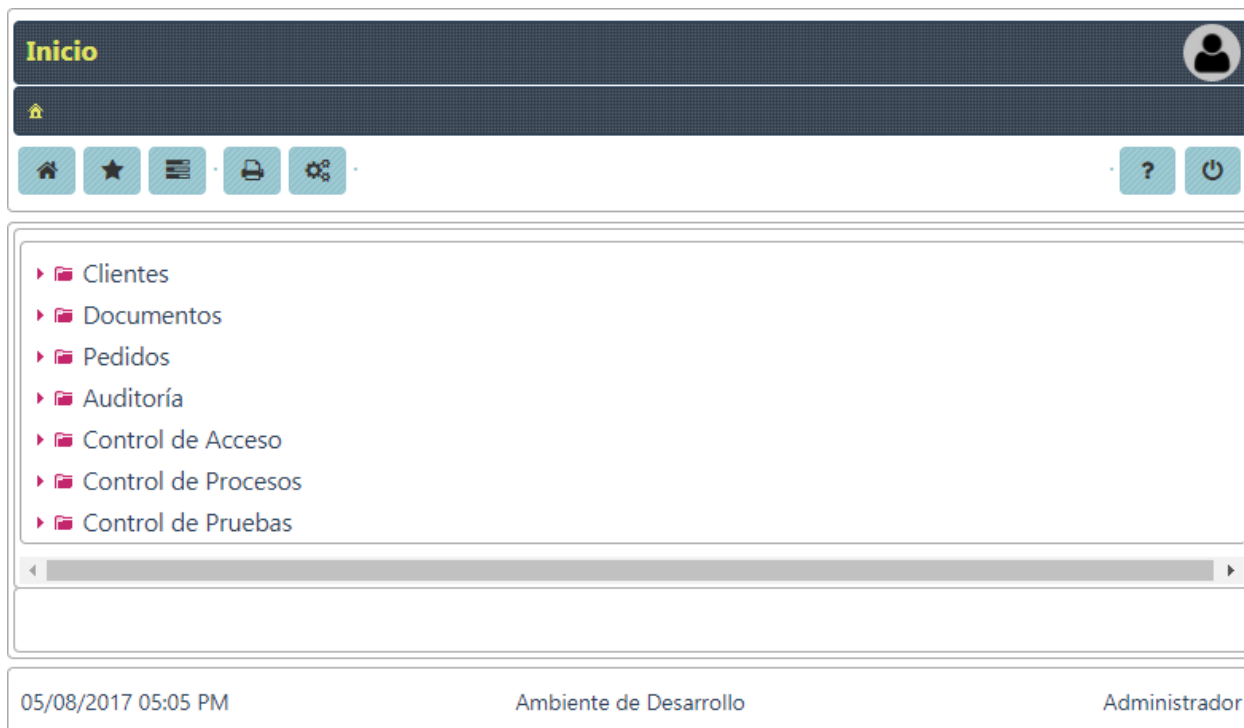 Inicio
?
Clientes
Documentos
Pedidos
Auditoría
Control de Acceso
Control de Procesos
Control de Pruebas
05/08/2017 05:05 PM Ambiente de Desarrollo Administrador